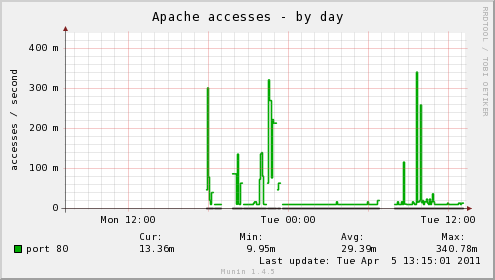 Apache accesses - by day
RRDTOOL / TOBI OETIKER
accesses / second
400 m
300 m
200 m
100 m
0
Mon 12:00 Tue 00:00 Tue 12:00
Cur: Min: Avg: Max:
port 80 13.36m 9.95m 29.39m 340.78m
Last update: Tue Apr  5 13:15:01 2011
Munin 1.4.5